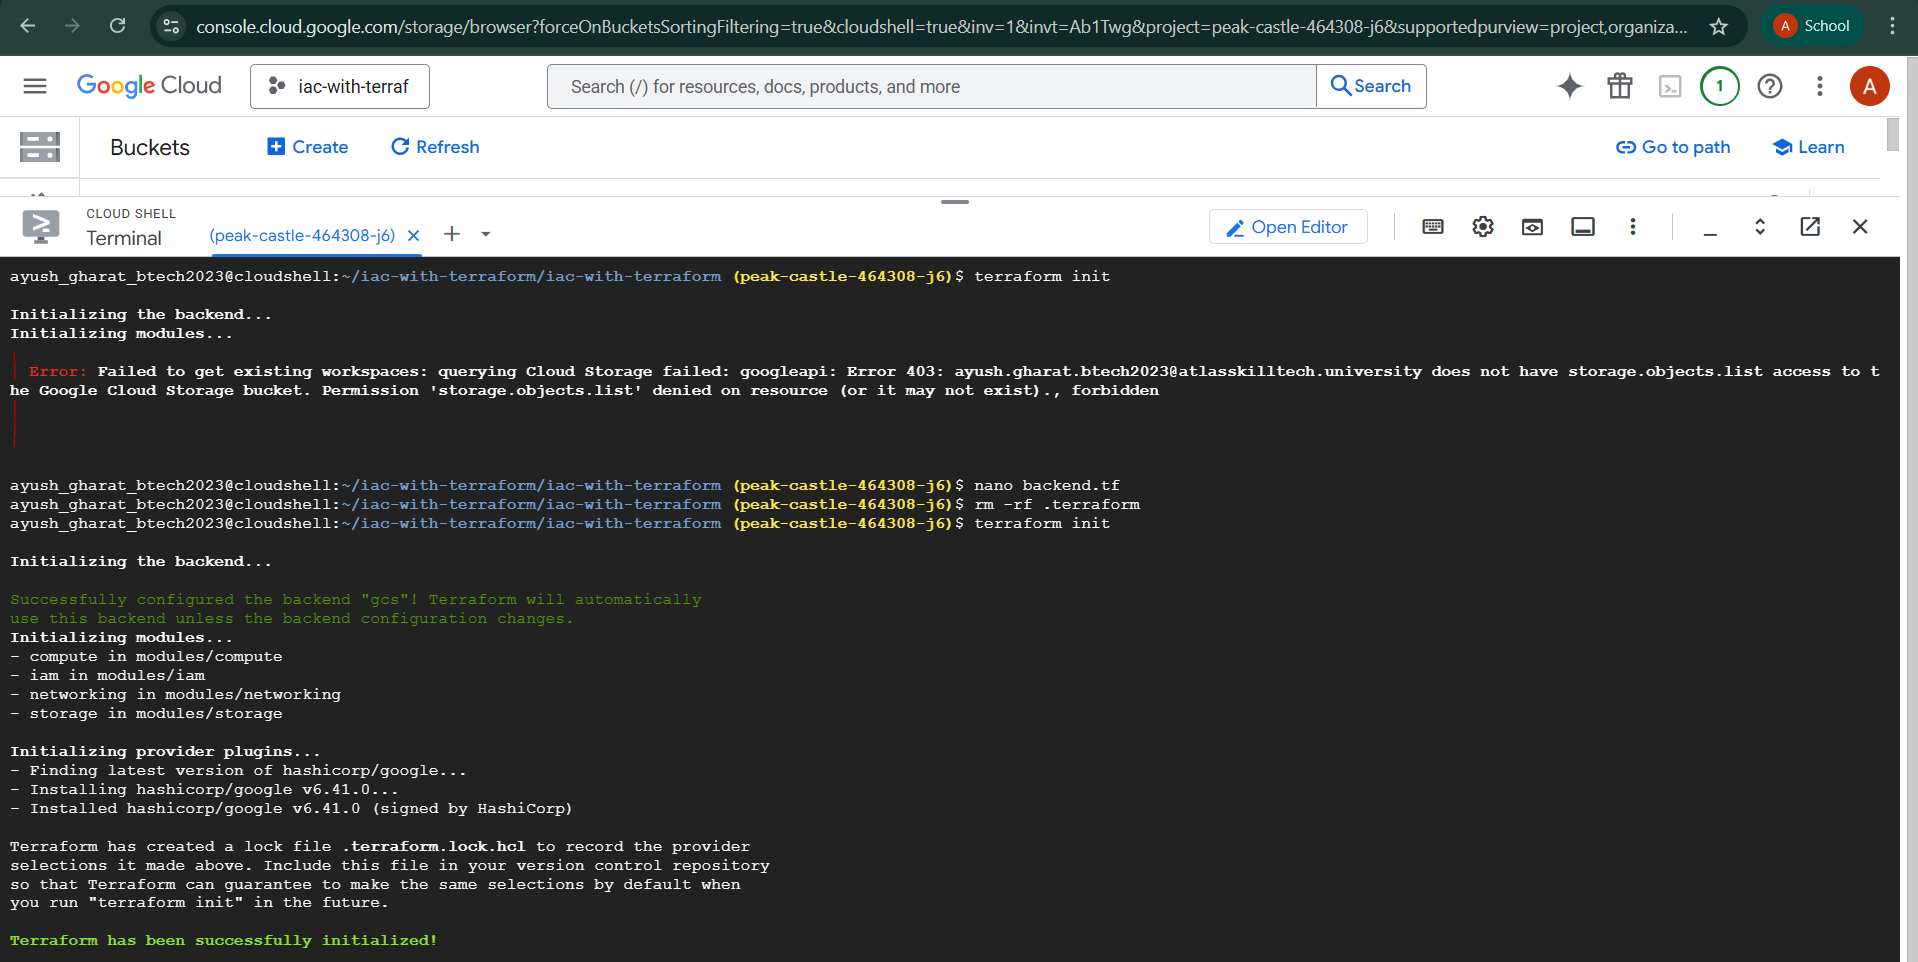 console.cloud.google.com/storage/browser?forceOnBucketsSortingFiltering=true&cloudshell=true&inv=1&invt=Ab1Twg&project=peak-castle-464308-j6&supportedpurview=project,organiza...
A School
Google Cloud
iac-with-terraf
Search (/) for resources, docs, products, and more
Search
1
A
Buckets
Create
Refresh
Go to path
Learn
CLOUD SHELL
Terminal
(peak-castle-464308-j6)
Open Editor
ayush_gharat_btech2023@cloudshell:~/iac-with-terraform/iac-with-terraform (peak-castle-464308-j6)$ terraform init
Initializing the backend...
Initializing modules...
Error: Failed to get existing workspaces: querying Cloud Storage failed: googleapi: Error 403: ayush.gharat.btech2023@atlasskilltech.university does not have storage.objects.list access to t
he Google Cloud Storage bucket. Permission 'storage.objects.list' denied on resource (or it may not exist)., forbidden
ayush_gharat_btech2023@cloudshell:~/iac-with-terraform/iac-with-terraform (peak-castle-464308-j6)$ nano backend.tf
ayush_gharat_btech2023@cloudshell:~/iac-with-terraform/iac-with-terraform (peak-castle-464308-j6)$ rm -rf .terraform
ayush_gharat_btech2023@cloudshell:~/iac-with-terraform/iac-with-terraform (peak-castle-464308-j6)$ terraform init
Initializing the backend...
Successfully configured the backend "gcs"! Terraform will automatically
use this backend unless the backend configuration changes.
Initializing modules...
- compute in modules/compute
- iam in modules/iam
- networking in modules/networking
- storage in modules/storage
Initializing provider plugins...
- Finding latest version of hashicorp/google...
- Installing hashicorp/google v6.41.0...
- Installed hashicorp/google v6.41.0 (signed by HashiCorp)
Terraform has created a lock file .terraform.lock.hcl to record the provider
selections it made above. Include this file in your version control repository
so that Terraform can guarantee to make the same selections by default when
you run "terraform init" in the future.
Terraform has been successfully initialized!